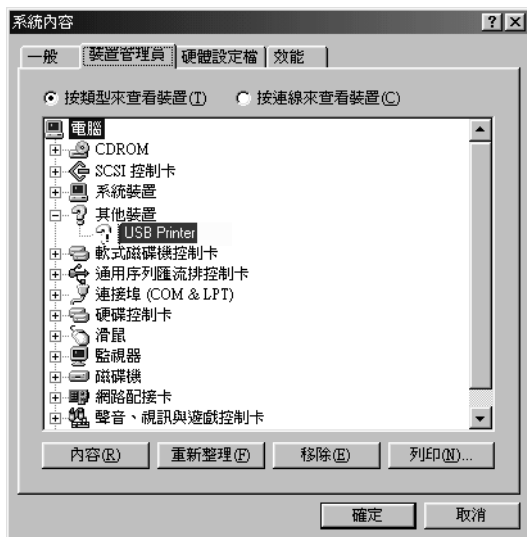 系統內容
一般 裝置管理員 硬體設定檔 效能
按類型來查看裝置(T) 按連線來查看裝置(C)
電腦
CDROM
SCSI 控制卡
系統裝置
其他裝置
USB Printer
軟式磁碟機控制卡
通用序列匯流排控制卡
連接埠 (COM & LPT)
硬碟控制卡
滑鼠
監視器
磁碟機
網路配接卡
聲音、視訊與遊戲控制卡
內容(R) 重新整理(F) 移除(E) 列印(N)...
確定 取消